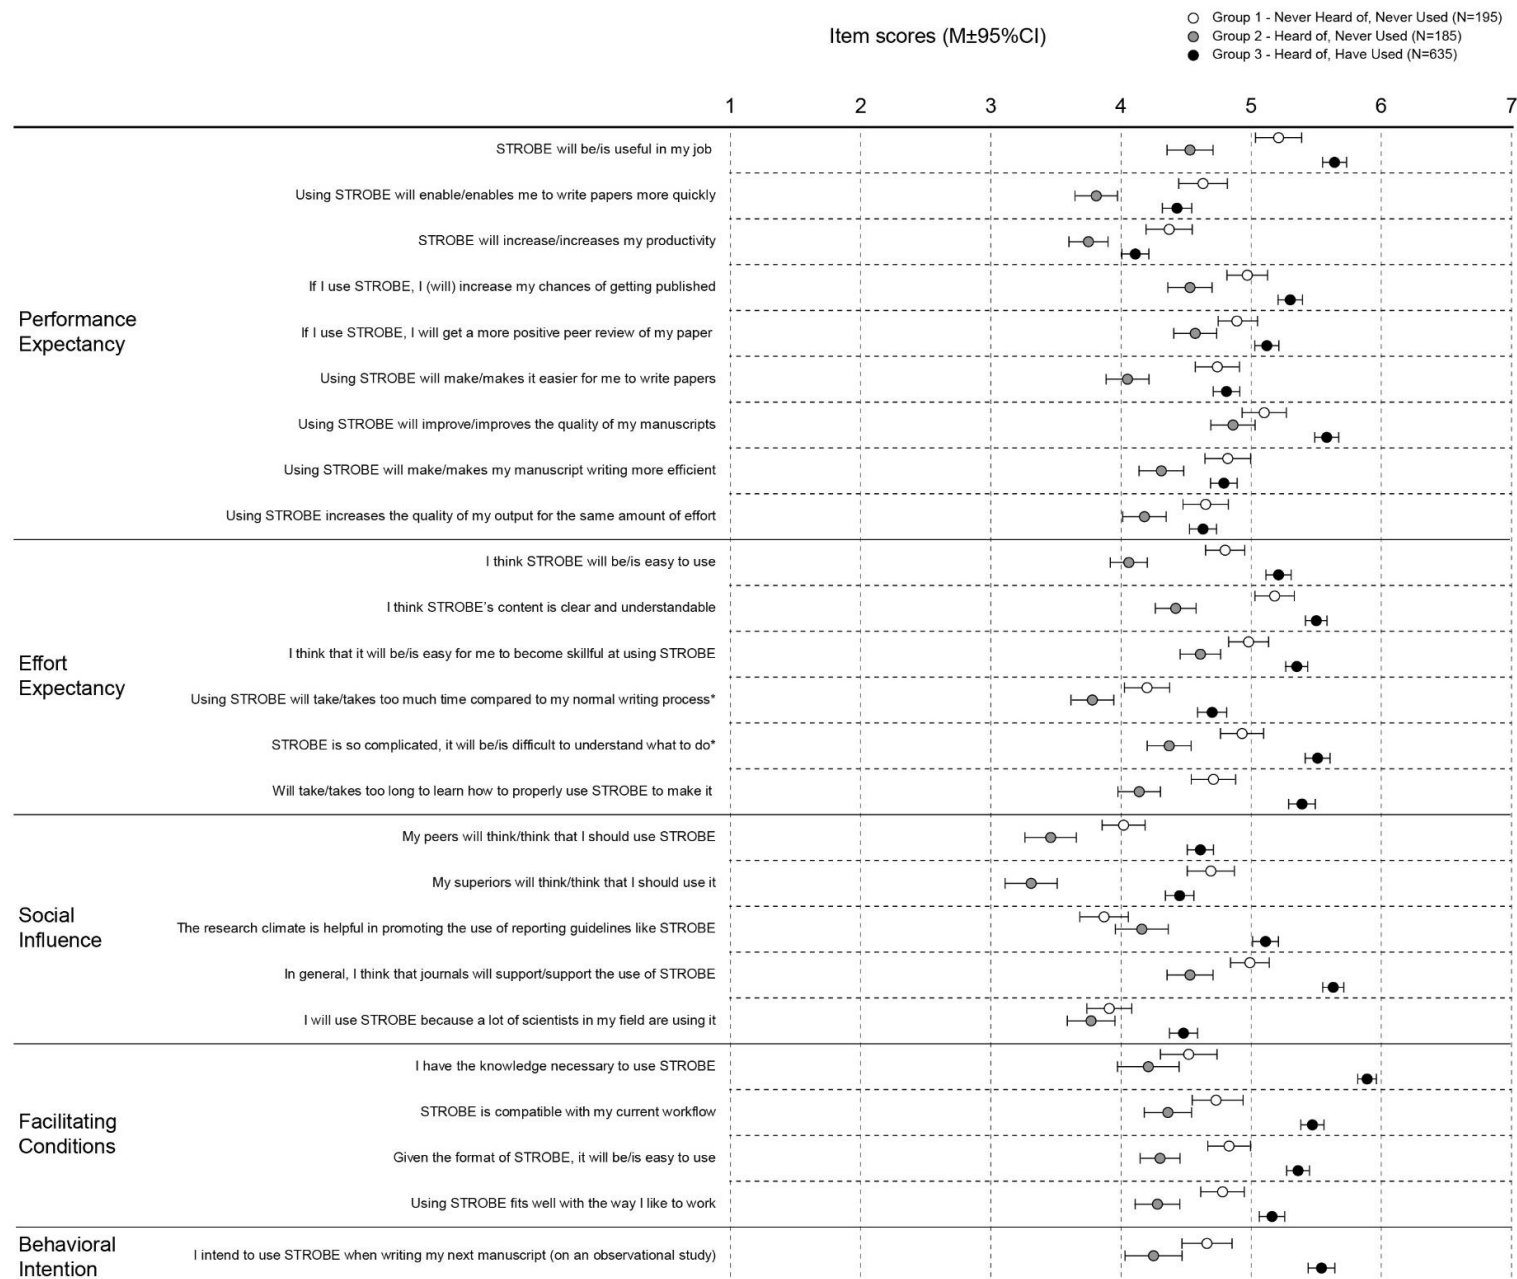 Item scores (M±95%CI)
Group 1 - Never Heard of, Never Used (N=195)
Group 2 - Heard of, Never Used (N=185)
Group 3 - Heard of, Have Used (N=635)
1 2 3 4 5 6 7
Performance
Expectancy
STROBE will be/is useful in my job
Using STROBE will enable/enables me to write papers more quickly
STROBE will increase/increases my productivity
If I use STROBE, I (will) increase my chances of getting published
If I use STROBE, I will get a more positive peer review of my paper
Using STROBE will make/makes it easier for me to write papers
Using STROBE will improve/improves the quality of my manuscripts
Using STROBE will make/makes my manuscript writing more efficient
Using STROBE increases the quality of my output for the same amount of effort
Effort
Expectancy
I think STROBE will be/is easy to use
I think STROBE's content is clear and understandable
I think that it will be/is easy for me to become skillful at using STROBE
Using STROBE will take/takes too much time compared to my normal writing process*
STROBE is so complicated, it will be/is difficult to understand what to do*
Will take/takes too long to learn how to properly use STROBE to make it
Social
Influence
My peers will think/think that I should use STROBE
My superiors will think/think that I should use it
The research climate is helpful in promoting the use of reporting guidelines like STROBE
In general, I think that journals will support/support the use of STROBE
I will use STROBE because a lot of scientists in my field are using it
Facilitating
Conditions
I have the knowledge necessary to use STROBE
STROBE is compatible with my current workflow
Given the format of STROBE, it will be/is easy to use
Using STROBE fits well with the way I like to work
Behavioral
Intention
I intend to use STROBE when writing my next manuscript (on an observational study)